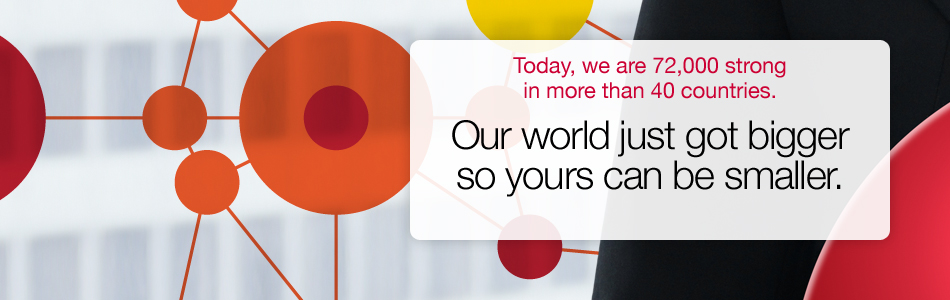 Today, we are 72,000 strong
in more than 40 countries.
Our world just got bigger
so yours can be smaller.